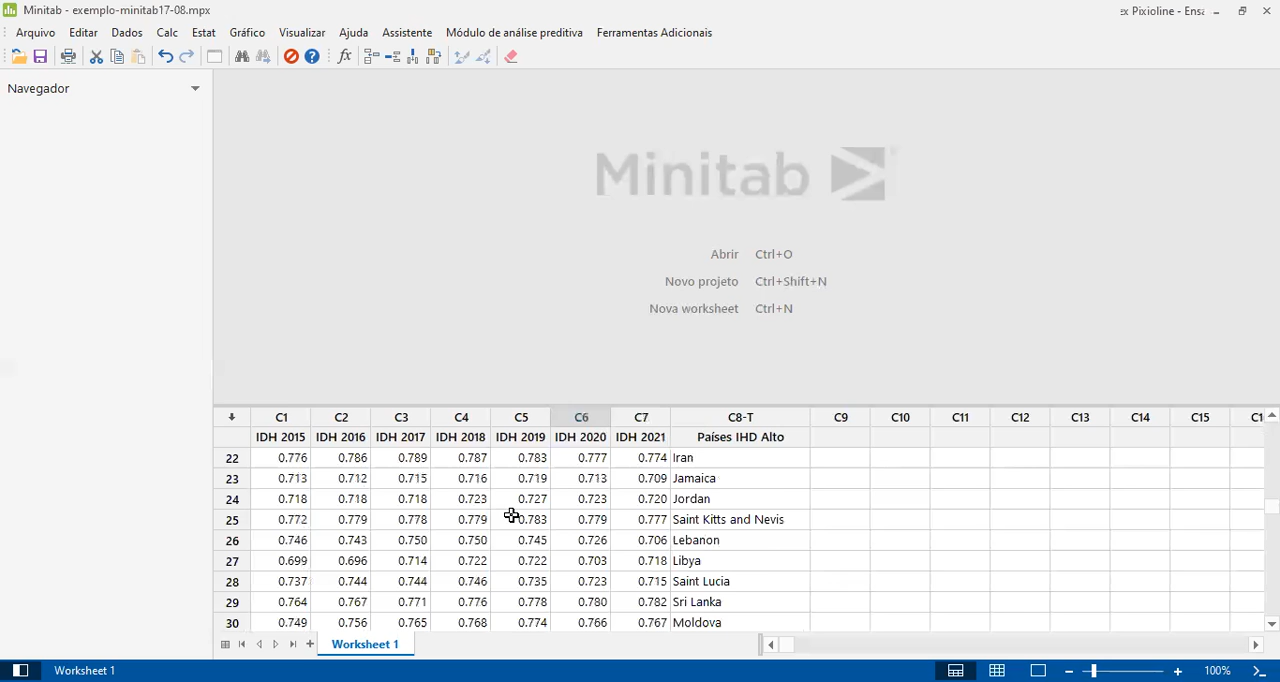 Minitab - exemplo-minitab17-08.mpx
ex Pixioline - Ensa
Arquivo Editar Dados Calc Estat Gráfico Visualizar Ajuda Assistente Módulo de análise preditiva Ferramentas Adicionais
fx
Navegador
Minitab
Abrir Ctrl+O
Novo projeto Ctrl+Shift+N
Nova worksheet Ctrl+N
C1 C2 C3 C4 C5 C6 C7 C8-T C9 C10 C11 C12 C13 C14 C15 C1
IDH 2015 IDH 2016 IDH 2017 IDH 2018 IDH 2019 IDH 2020 IDH 2021 Países IHD Alto
22 0.776 0.786 0.789 0.787 0.783 0.777 0.774 Iran
23 0.713 0.712 0.715 0.716 0.719 0.713 0.709 Jamaica
24 0.718 0.718 0.718 0.723 0.727 0.723 0.720 Jordan
25 0.772 0.779 0.778 0.779 0.783 0.779 0.777 Saint Kitts and Nevis
26 0.746 0.743 0.750 0.750 0.745 0.726 0.706 Lebanon
27 0.699 0.696 0.714 0.722 0.722 0.703 0.718 Libya
28 0.737 0.744 0.744 0.746 0.735 0.723 0.715 Saint Lucia
29 0.764 0.767 0.771 0.776 0.778 0.780 0.782 Sri Lanka
30 0.749 0.756 0.765 0.768 0.774 0.766 0.767 Moldova
Worksheet 1
Worksheet 1
100%